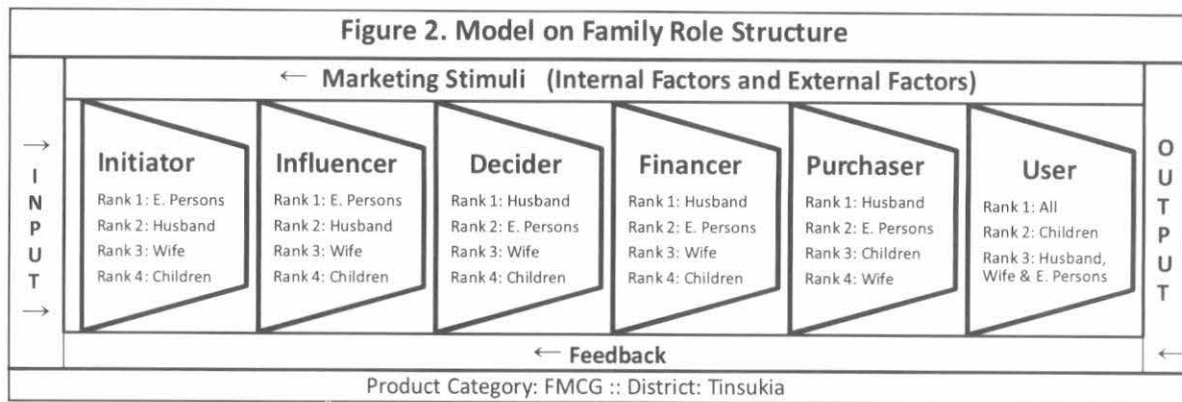 Figure 2. Model on Family Role Structure
← Marketing Stimuli (Internal Factors and External Factors)
→ INPUT →
Initiator
Rank 1: E. Persons
Rank 2: Husband
Rank 3: Wife
Rank 4: Children
Influencer
Rank 1: E. Persons
Rank 2: Husband
Rank 3: Wife
Rank 4: Children
Decider
Rank 1: Husband
Rank 2: E. Persons
Rank 3: Wife
Rank 4: Children
Financer
Rank 1: Husband
Rank 2: E. Persons
Rank 3: Wife
Rank 4: Children
Purchaser
Rank 1: Husband
Rank 2: E. Persons
Rank 3: Children
Rank 4: Wife
User
Rank 1: All
Rank 2: Children
Rank 3: Husband,
Wife & E. Persons
OUTPUT
← Feedback
←
Product Category: FMCG :: District: Tinsukia